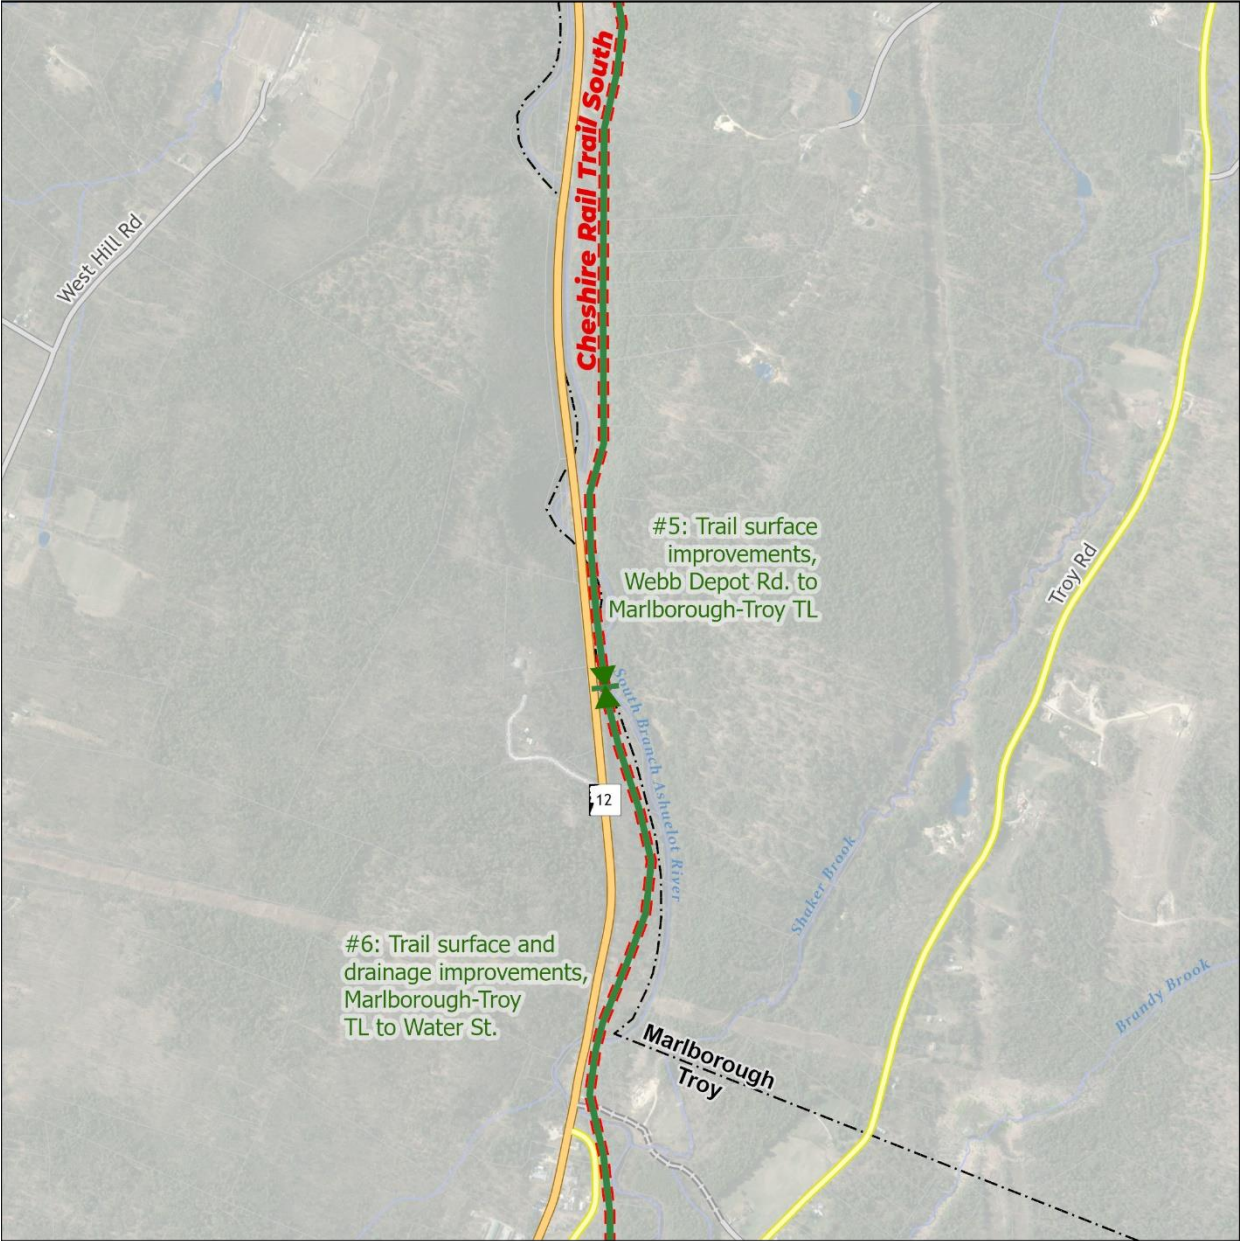 Cheshire Rail Trail South
West Hill Rd
#5: Trail surface
improvements,
Webb Depot Rd. to
Marlborough-Troy TL
Troy Rd
South Branch Ashuelot River
12
Shaker Brook
#6: Trail surface and
drainage improvements,
Marlborough-Troy
TL to Water St.
Brandy Brook
Marlborough
Troy